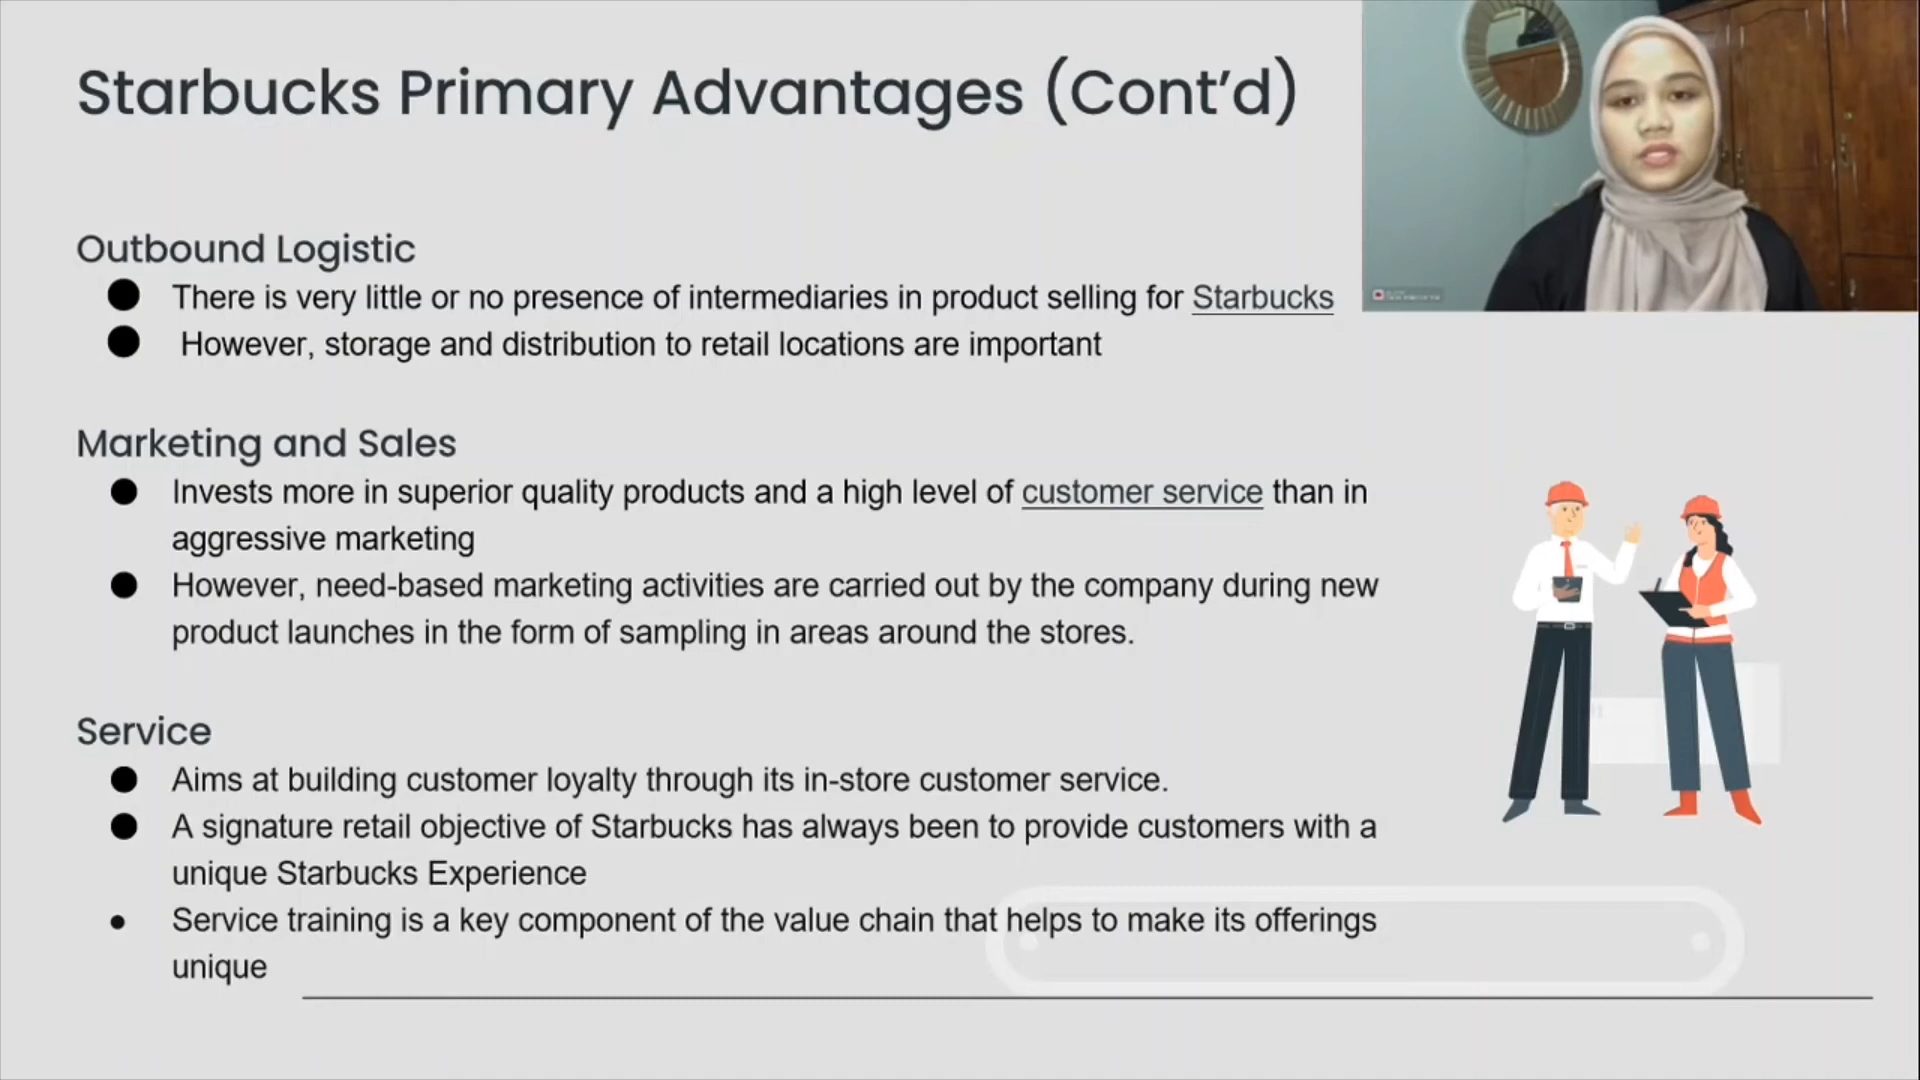 Starbucks Primary Advantages (Cont’d)
Outbound Logistic
● There is very little or no presence of intermediaries in product selling for Starbucks
● However, storage and distribution to retail locations are important
Marketing and Sales
● Invests more in superior quality products and a high level of customer service than in
aggressive marketing
● However, need-based marketing activities are carried out by the company during new
product launches in the form of sampling in areas around the stores.
Service
● Aims at building customer loyalty through its in-store customer service.
● A signature retail objective of Starbucks has always been to provide customers with a
unique Starbucks Experience
● Service training is a key component of the value chain that helps to make its offerings
unique